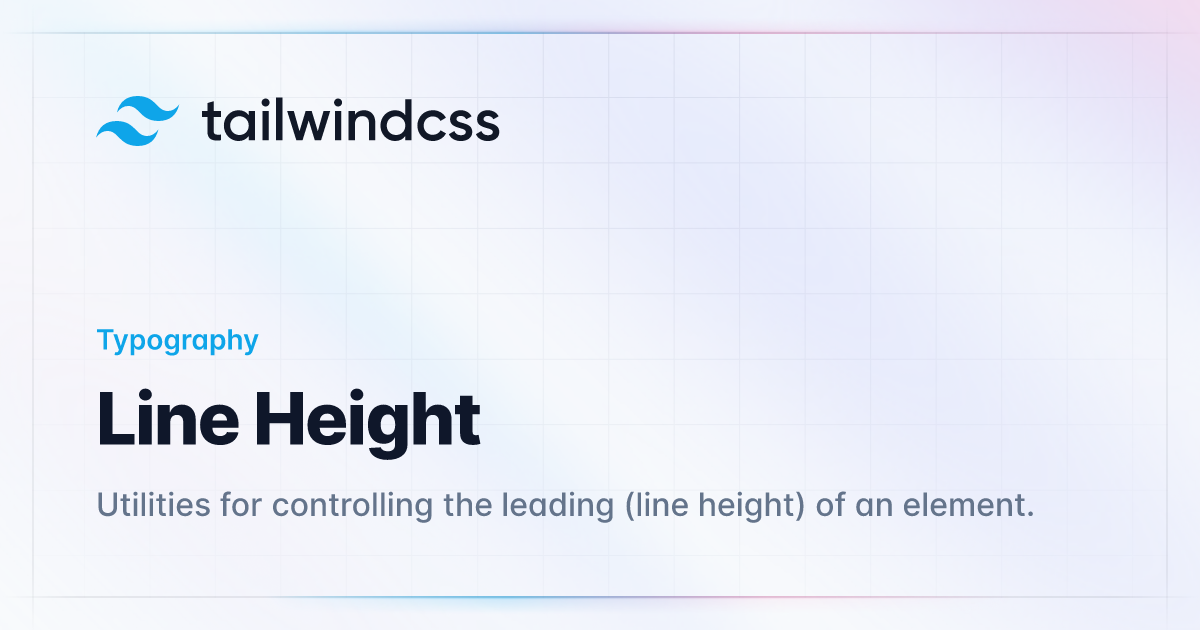 tailwindcss
Typography
Line Height
Utilities for controlling the leading (line height) of an element.